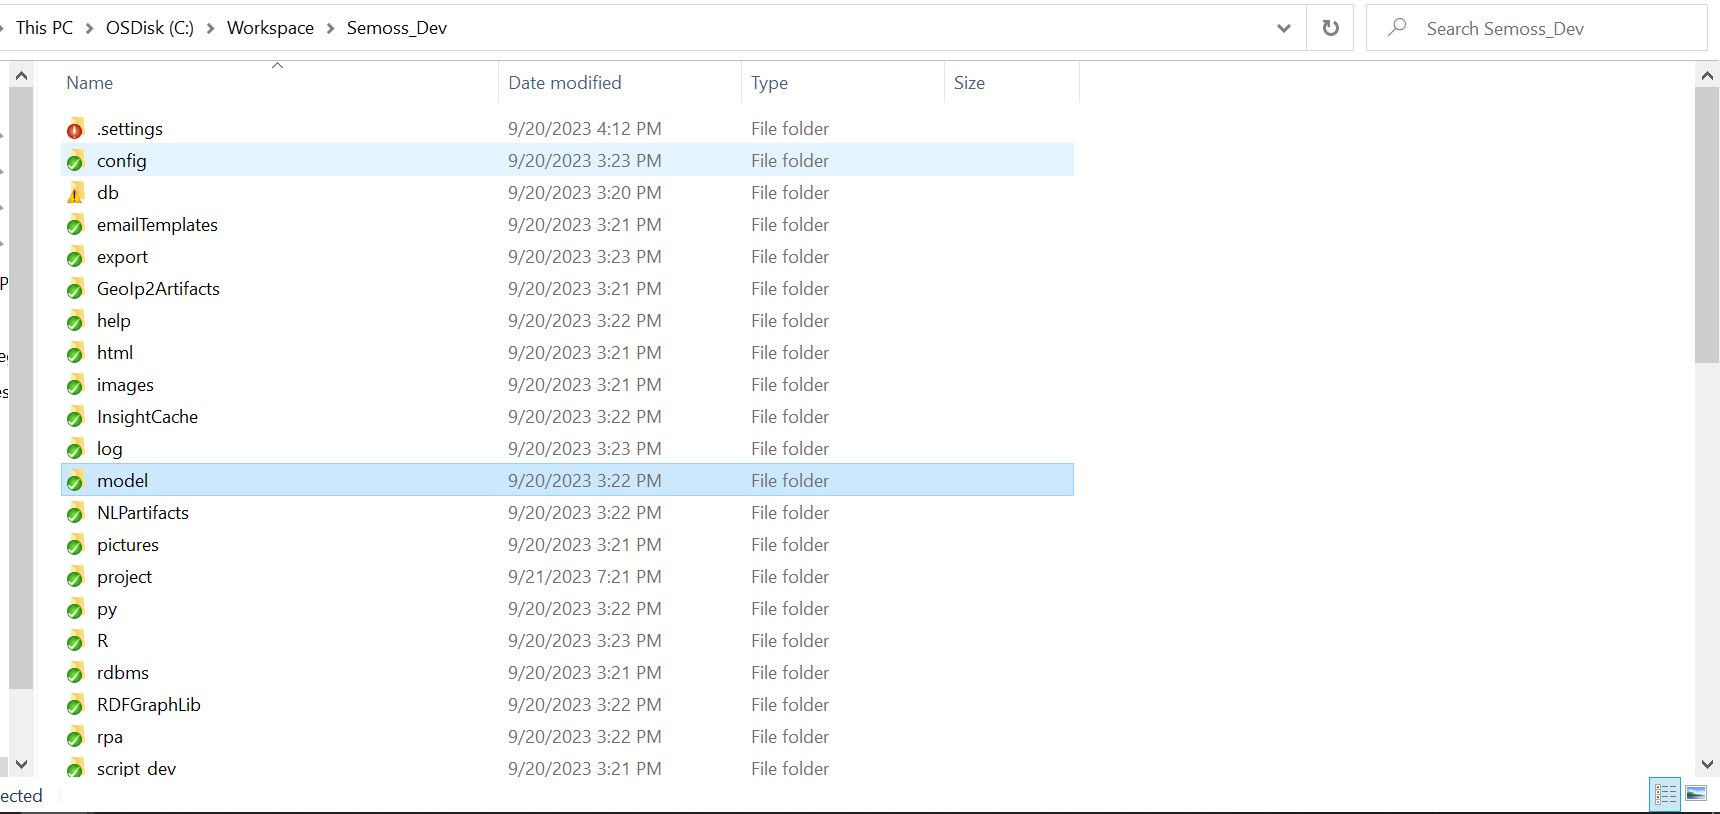 This PC > OSDisk (C:) > Workspace > Semoss_Dev Search Semoss_Dev
Name Date modified Type Size
.settings 9/20/2023 4:12 PM File folder
config 9/20/2023 3:23 PM File folder
db 9/20/2023 3:20 PM File folder
emailTemplates 9/20/2023 3:21 PM File folder
export 9/20/2023 3:23 PM File folder
GeoIp2Artifacts 9/20/2023 3:21 PM File folder
help 9/20/2023 3:22 PM File folder
html 9/20/2023 3:21 PM File folder
images 9/20/2023 3:21 PM File folder
InsightCache 9/20/2023 3:22 PM File folder
log 9/20/2023 3:23 PM File folder
model 9/20/2023 3:22 PM File folder
NLPartifacts 9/20/2023 3:22 PM File folder
pictures 9/20/2023 3:21 PM File folder
project 9/21/2023 7:21 PM File folder
py 9/20/2023 3:22 PM File folder
R 9/20/2023 3:23 PM File folder
rdbms 9/20/2023 3:21 PM File folder
RDFGraphLib 9/20/2023 3:22 PM File folder
rpa 9/20/2023 3:22 PM File folder
script_dev 9/20/2023 3:21 PM File folder
ected